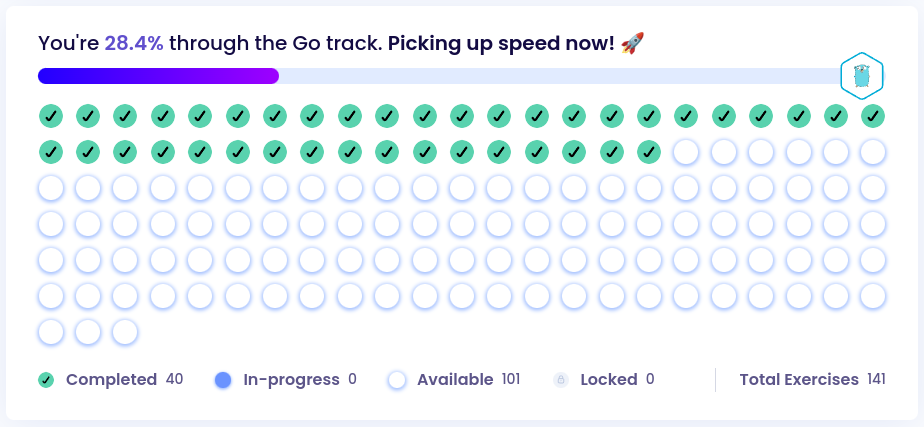 You're 28.4% through the Go track. Picking up speed now! 🚀
Completed 40 In-progress 0 Available 101 Locked 0 Total Exercises 141